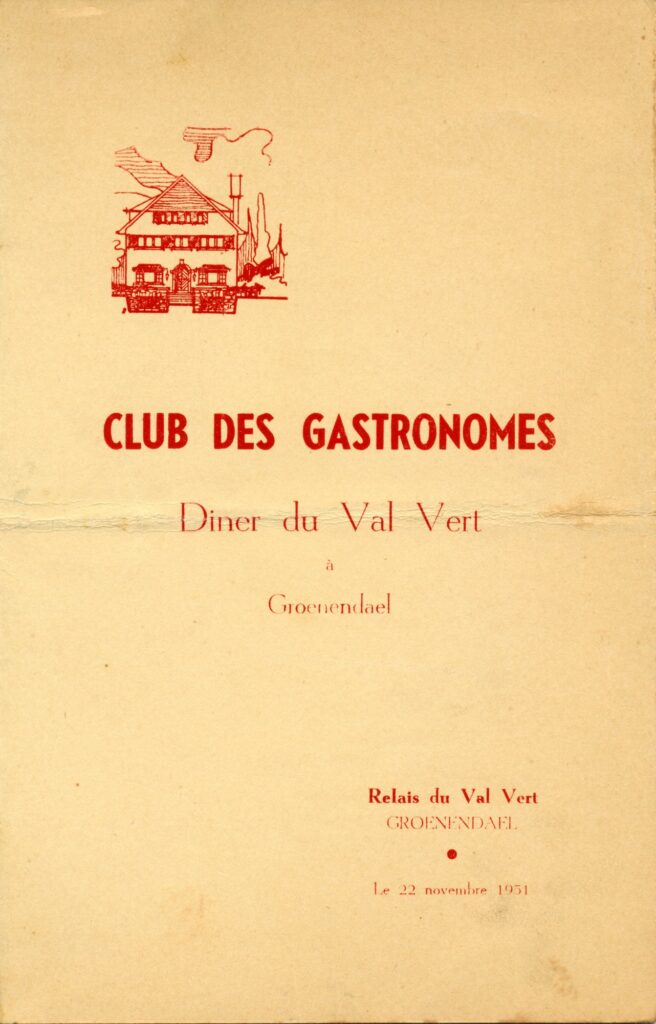 CLUB DES GASTRONOMES
Diner du Val Vert
à
Groenendael
Relais du Val Vert
GROENENDAEL
Le 22 novembre 1951